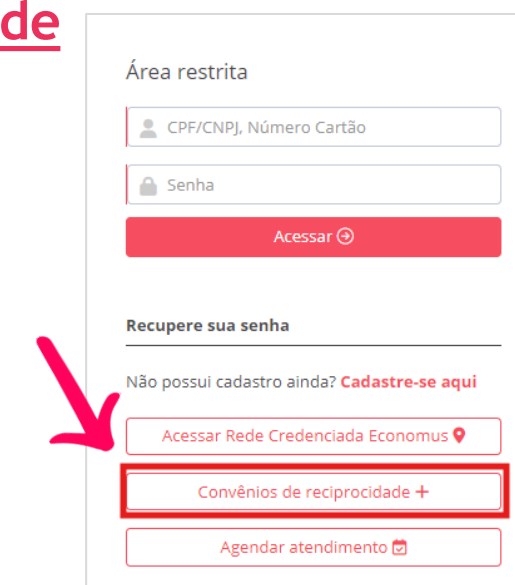 de
Área restrita
CPF/CNPJ, Número Cartão
Senha
Acessar
Recupere sua senha
Não possui cadastro ainda? Cadastre-se aqui
Acessar Rede Credenciada Economus
Convênios de reciprocidade +
Agendar atendimento